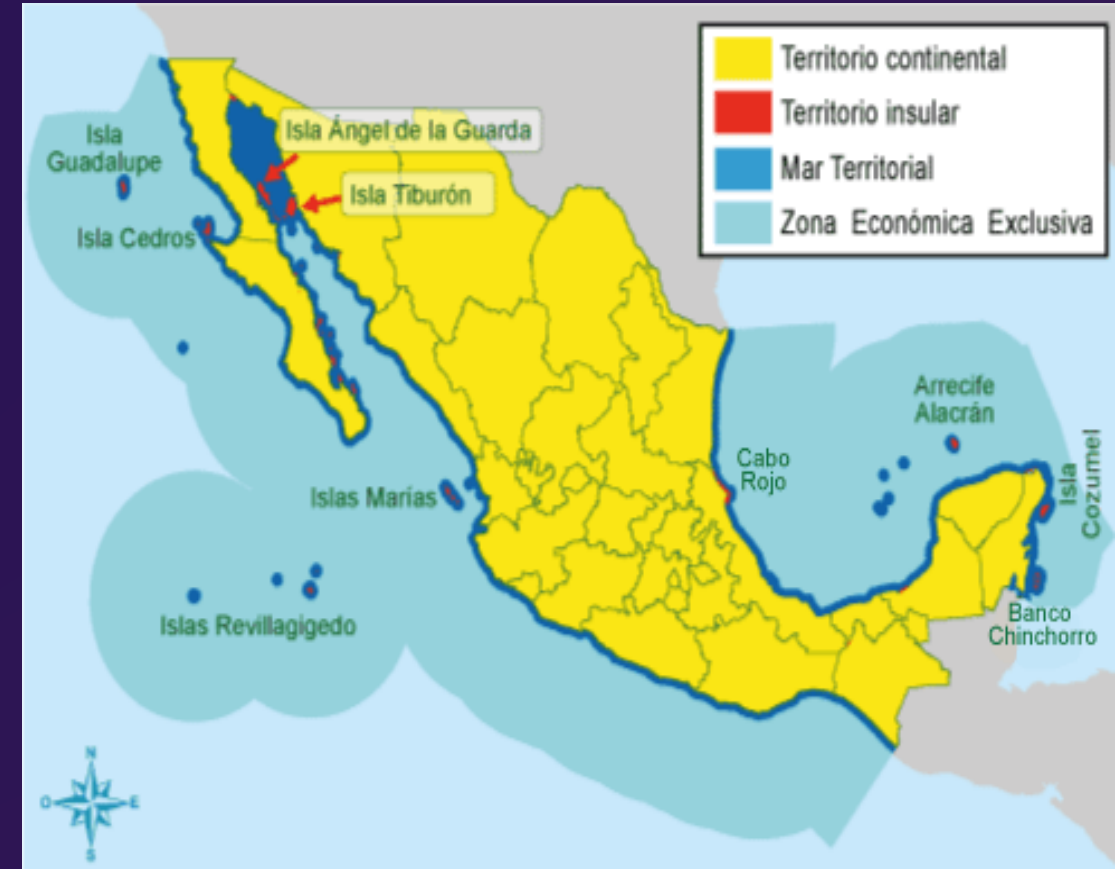 Territorio continental
Territorio insular
Mar Territorial
Zona Económica Exclusiva
Isla Ángel de la Guarda
Isla
Guadalupe
Isla Tiburón
Isla Cedros
Arrecife
Alacrán
Cabo
Rojo
Isla
Cozumel
Islas Marías
Islas Revillagigedo
Banco
Chinchorro
N
O
E
S